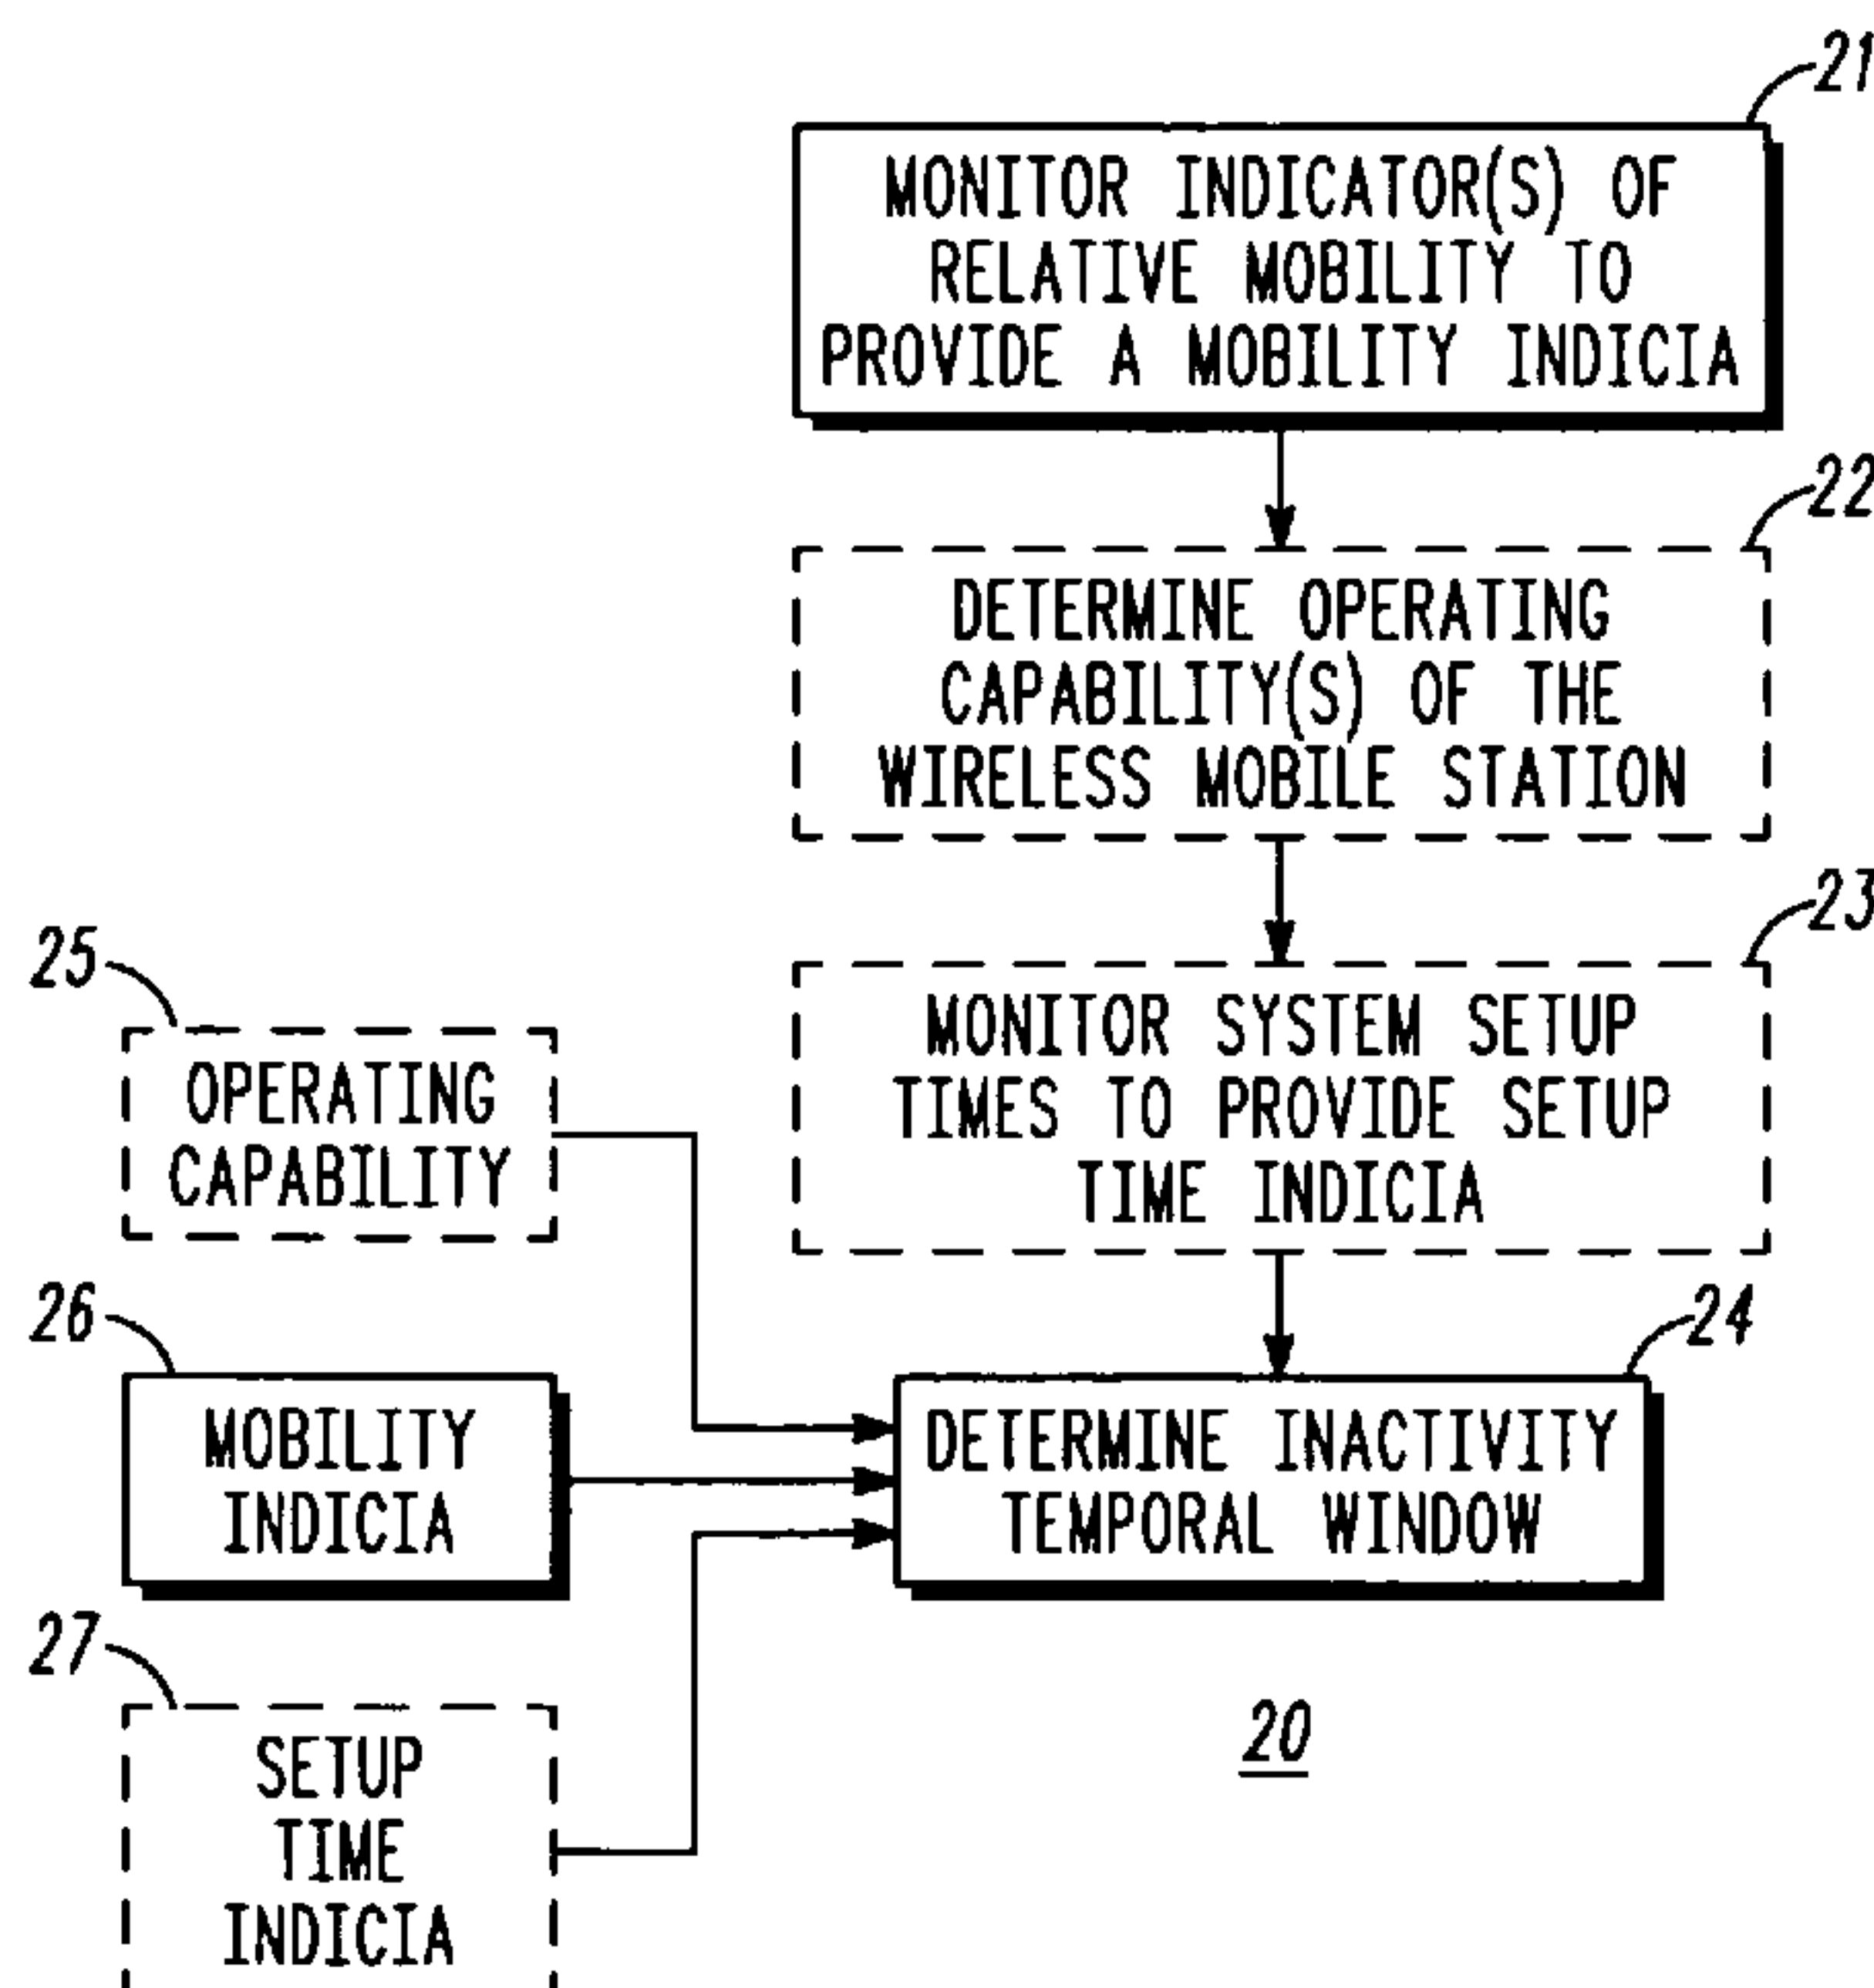 21
MONITOR INDICATOR(S) OF
RELATIVE MOBILITY TO
PROVIDE A MOBILITY INDICIA
22
DETERMINE OPERATING
CAPABILITY(S) OF THE
WIRELESS MOBILE STATION
23
MONITOR SYSTEM SETUP
TIMES TO PROVIDE SETUP
TIME INDICIA
25
OPERATING
CAPABILITY
26
MOBILITY
INDICIA
24
DETERMINE INACTIVITY
TEMPORAL WINDOW
27
SETUP
TIME
INDICIA
20